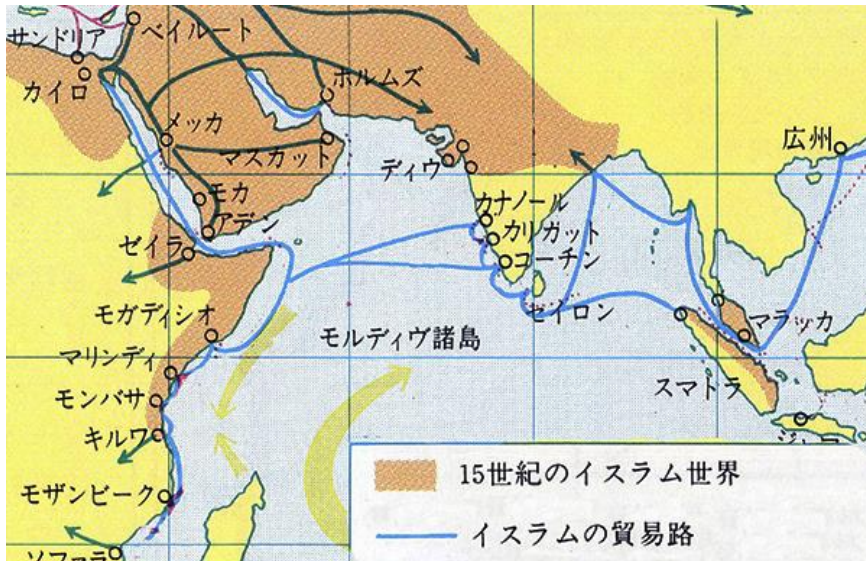 サンドリア
ベイルート
カイロ
ホルムズ
メッカ
マスカット
広州
ディウ
モカ
アデン
カナノール
カリカット
コーチン
ゼイラ
セイロン
モガディシオ
モルディヴ諸島
マラッカ
マリンディ
スマトラ
モンバサ
キルワ
15世紀のイスラム世界
モザンビーク
イスラムの貿易路
ソファラ